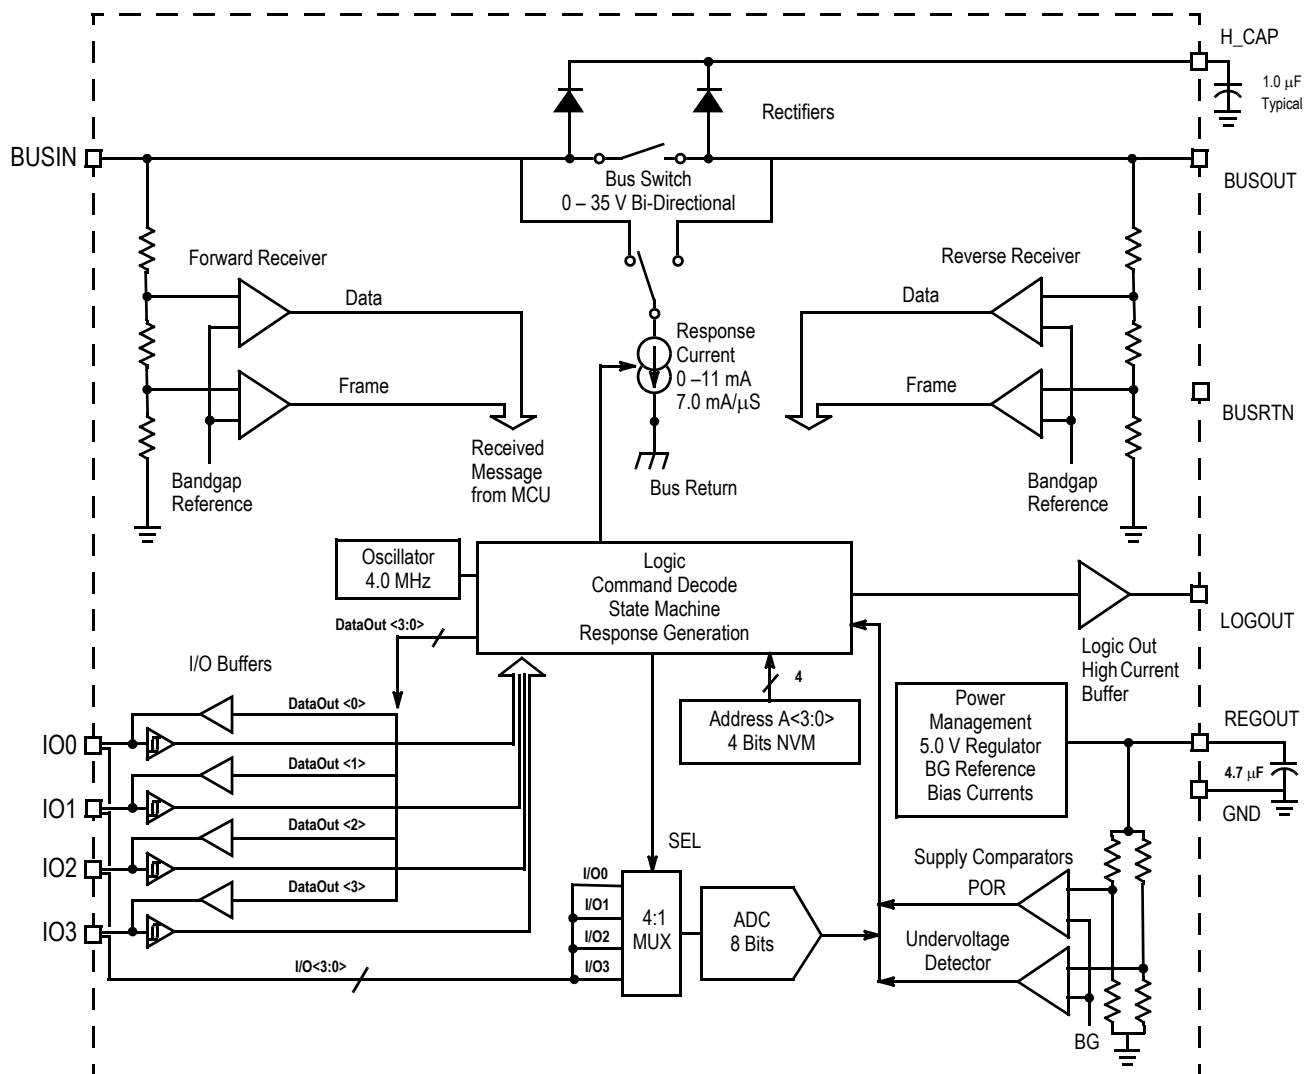 H_CAP
1.0 µF
Typical
Rectifiers
BUSIN
Bus Switch
0 – 35 V Bi-Directional
BUSOUT
Forward Receiver
Reverse Receiver
Data
Data
Response
Current
0 –11 mA
7.0 mA/µS
Frame
Frame
BUSRTN
Received
Message
from MCU
Bandgap
Reference
Bus Return
Bandgap
Reference
Oscillator
4.0 MHz
Logic
Command Decode
State Machine
Response Generation
LOGOUT
DataOut <3:0>
Logic Out
High Current
Buffer
I/O Buffers
4
Address A<3:0>
4 Bits NVM
Power
Management
5.0 V Regulator
BG Reference
Bias Currents
REGOUT
4.7 µF
GND
DataOut <0>
IO0
DataOut <1>
IO1
DataOut <2>
IO2
DataOut <3>
IO3
I/O<3:0>
SEL
I/O0
I/O1
I/O2
I/O3
4:1
MUX
ADC
8 Bits
Supply Comparators
POR
Undervoltage
Detector
BG